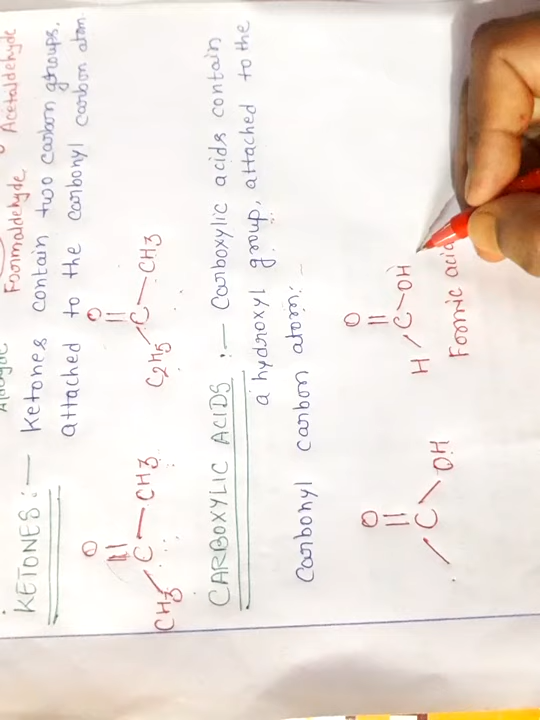 Formaldehyde Acetaldehyde
KETONES:— Ketones contain two carbon groups.
attached to the carbonyl carbon atom
O O
CH3 C CH3 C2H5 C CH3
CARBOXYLIC ACIDS :— Carboxylic acids contain
a hydroxyl group, attached to the
carbonyl carbon atom:-
O O
C OH H C OH
Formic acid